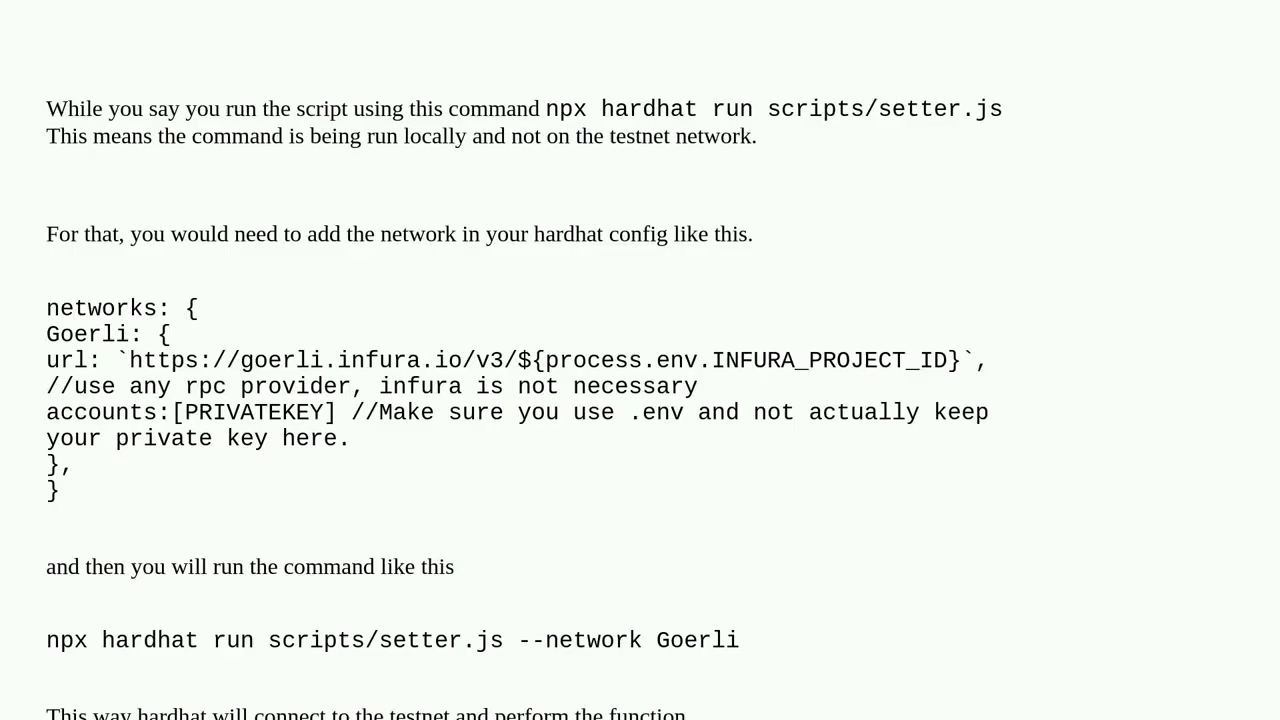 While you say you run the script using this command npx hardhat run scripts/setter.js
This means the command is being run locally and not on the testnet network.
For that, you would need to add the network in your hardhat config like this.
networks: {
Goerli: {
url: `https://goerli.infura.io/v3/${process.env.INFURA_PROJECT_ID}`,
//use any rpc provider, infura is not necessary
accounts:[PRIVATEKEY] //Make sure you use .env and not actually keep
your private key here.
},
}
and then you will run the command like this
npx hardhat run scripts/setter.js --network Goerli
This way hardhat will connect to the testnet and perform the function